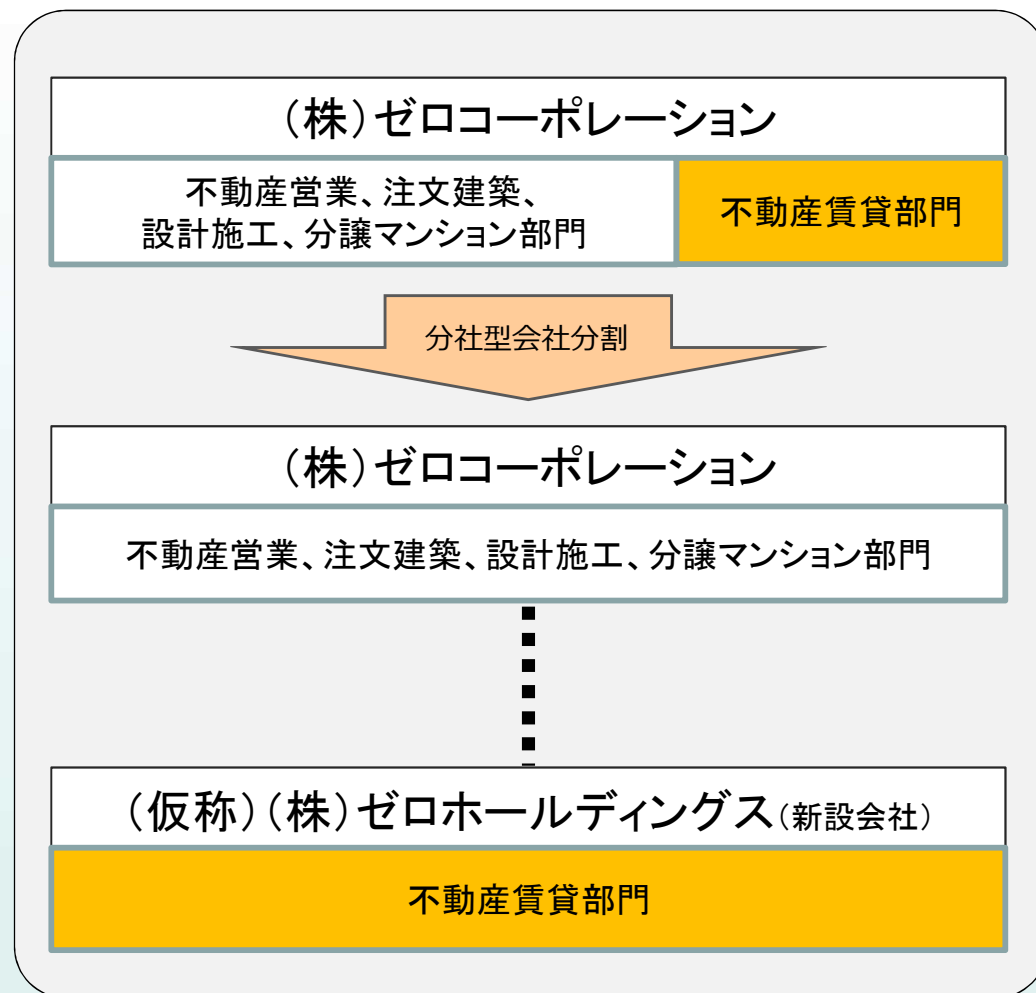 （株）ゼロコーポレーション
不動産営業、注文建築、
設計施工、分譲マンション部門
不動産賃貸部門
分社型会社分割
（株）ゼロコーポレーション
不動産営業、注文建築、設計施工、分譲マンション部門
（仮称）（株）ゼロホールディングス（新設会社）
不動産賃貸部門